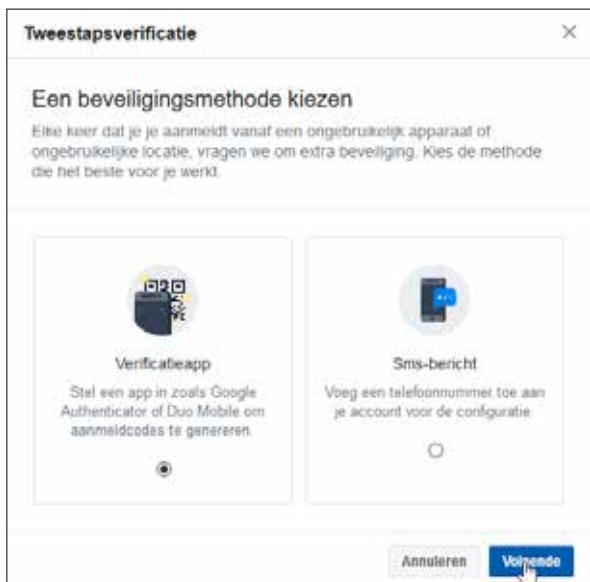 Tweestapsverificatie
Een beveiligingsmethode kiezen
Elke keer dat je je aanmeldt vanaf een ongebruikelijk apparaat of
ongebruikelijke locatie, vragen we om extra beveiliging. Kies de methode
die het beste voor je werkt.
Verificatieapp
Stel een app in zoals Google
Authenticator of Duo Mobile om
aanmeldcodes te genereren.
Sms-bericht
Voeg een telefoonnummer toe aan
je account voor de configuratie.
Annuleren
Volgende